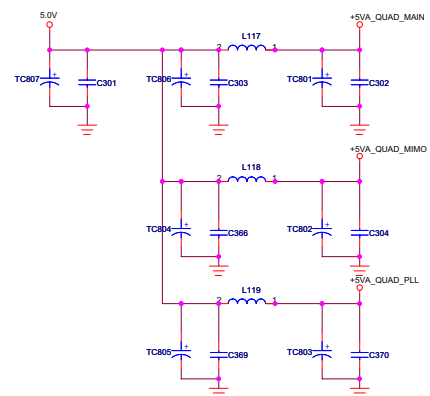 5.0V
L117
+5VA_QUAD_MAIN
2
1
+
+
+
TC807
C301
TC806
C303
TC801
C302
+5VA_QUAD_MIMO
L118
2
1
+
+
TC804
C366
TC802
C304
+5VA_QUAD_PLL
L119
2
1
+
+
TC805
C369
TC803
C370